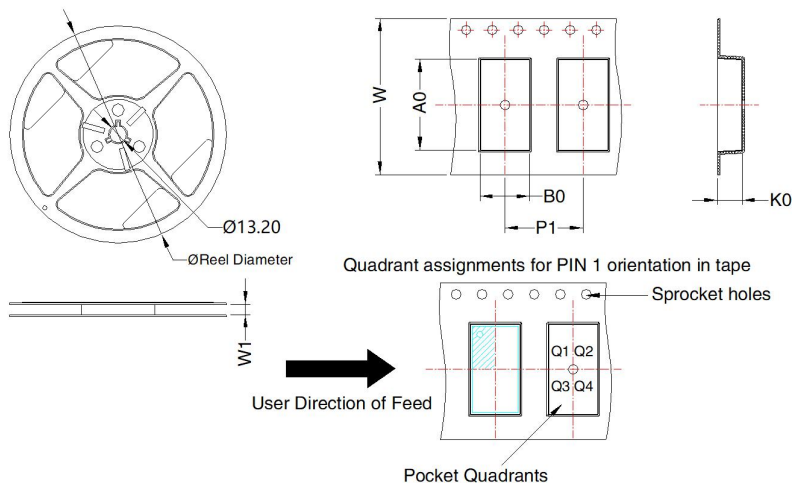 W
A0
B0
P1
K0
Ø13.20
ØReel Diameter
Quadrant assignments for PIN 1 orientation in tape
Sprocket holes
W1
User Direction of Feed
Q1 Q2
Q3 Q4
Pocket Quadrants